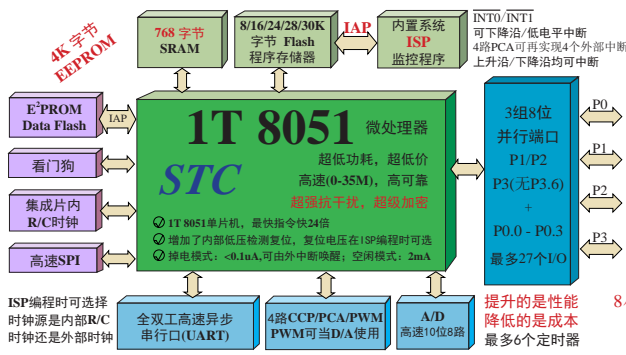 4K 字节
EEPROM
768 字节
SRAM
8/16/24/28/30K
字节 Flash
程序存储器
IAP
内置系统
ISP
监控程序
INT0/INT1
可下降沿/低电平中断
4路PCA可再实现4个外部中断
上升沿/下降沿均可中断
E²PROM
Data Flash
IAP
看门狗
集成片内
R/C时钟
高速SPI
1T 8051 微处理器
STC
超低功耗，超低价
高速(0-35M)，高可靠
超强抗干扰，超级加密
1T 8051单片机，最快指令快24倍
增加了内部低压检测复位，复位电压在ISP编程时可选
掉电模式：<0.1uA,可由外中断唤醒；空闲模式：2mA
3组8位
并行端口
P1/P2
P3(无P3.6)
+
P0.0 - P0.3
最多27个I/O
P0
P1
P2
P3
ISP编程时可选择
时钟源是内部R/C
时钟还是外部时钟
全双工高速异步
串行口(UART)
4路CCP/PCA/PWM
PWM可当D/A使用
A/D
高速10位8路
提升的是性能
降低的是成本
最多6个定时器
8